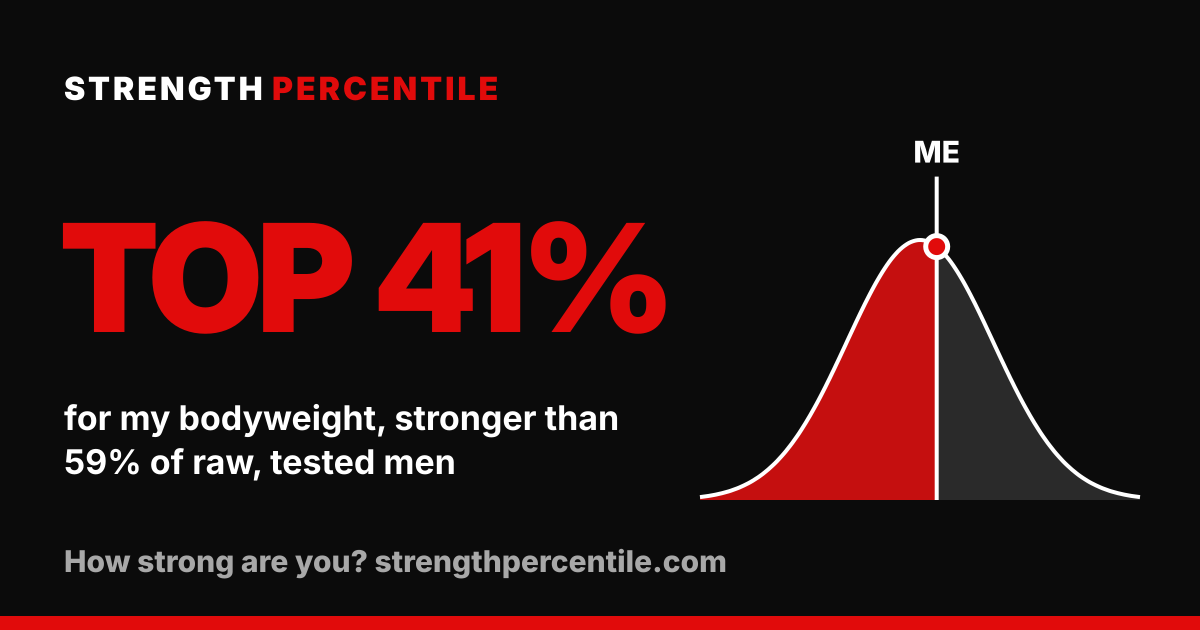 STRENGTH PERCENTILE
ME
TOP 41%
for my bodyweight, stronger than
59% of raw, tested men
How strong are you? strengthpercentile.com